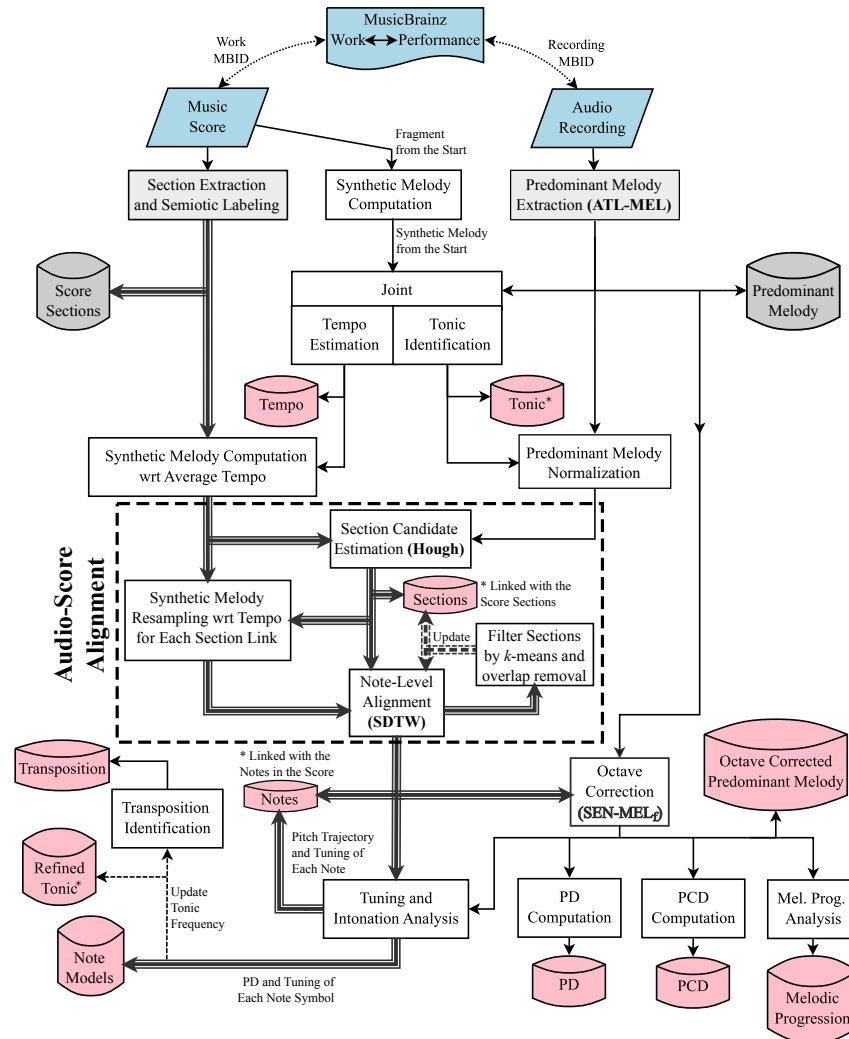 MusicBrainz
Work Performance
Work
MBID
Recording
MBID
Music
Score
Audio
Recording
Fragment
from the Start
Section Extraction
and Semiotic Labeling
Synthetic Melody
Computation
Predominant Melody
Extraction (ATL-MEL)
Synthetic Melody
from the Start
Score
Sections
Joint
Predominant
Melody
Tempo
Estimation
Tonic
Identification
Tempo
Tonic*
Synthetic Melody Computation
wrt Average Tempo
Predominant Melody
Normalization
Audio-Score
Alignment
Section Candidate
Estimation (Hough)
Synthetic Melody
Resampling wrt Tempo
for Each Section Link
Sections
* Linked with the
Score Sections
Update
Filter Sections
by k-means and
overlap removal
Note-Level
Alignment
(SDTW)
Transposition
* Linked with the
Notes in the Score
Notes
Octave
Correction
(SEN-MELf)
Octave Corrected
Predominant Melody
Transposition
Identification
Pitch Trajectory
and Tuning of
Each Note
Refined
Tonic*
Update
Tonic
Frequency
Tuning and
Intonation Analysis
PD
Computation
PCD
Computation
Mel. Prog.
Analysis
Note
Models
PD and Tuning of
Each Note Symbol
PD
PCD
Melodic
Progression